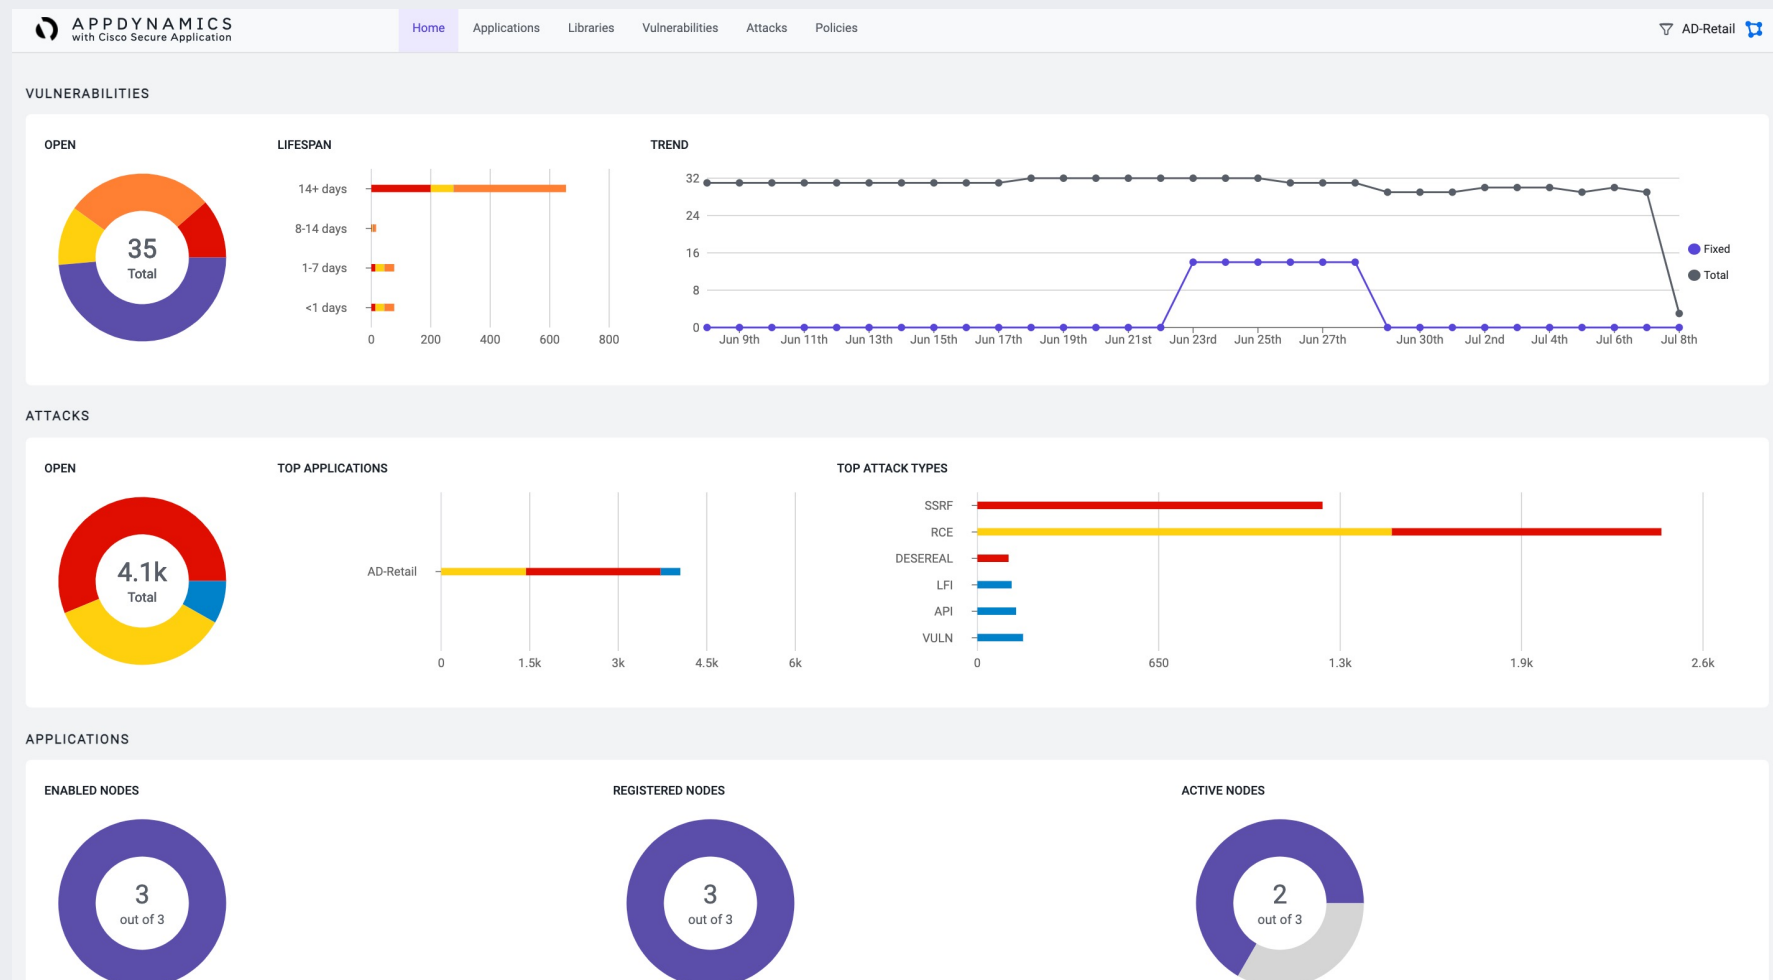 APPDYNAMICS
with Cisco Secure Application
Home Applications Libraries Vulnerabilities Attacks Policies
AD-Retail
VULNERABILITIES
OPEN
35
Total
LIFESPAN
14+ days
8-14 days
1-7 days
<1 days
0 200 400 600 800
TREND
32
24
16
8
0
Jun 9th Jun 11th Jun 13th Jun 15th Jun 17th Jun 19th Jun 21st Jun 23rd Jun 25th Jun 27th Jun 30th Jul 2nd Jul 4th Jul 6th Jul 8th
Fixed
Total
ATTACKS
OPEN
4.1k
Total
TOP APPLICATIONS
AD-Retail
0 1.5k 3k 4.5k 6k
TOP ATTACK TYPES
SSRF
RCE
DESEREAL
LFI
API
VULN
0 650 1.3k 1.9k 2.6k
APPLICATIONS
ENABLED NODES
3
out of 3
REGISTERED NODES
3
out of 3
ACTIVE NODES
2
out of 3